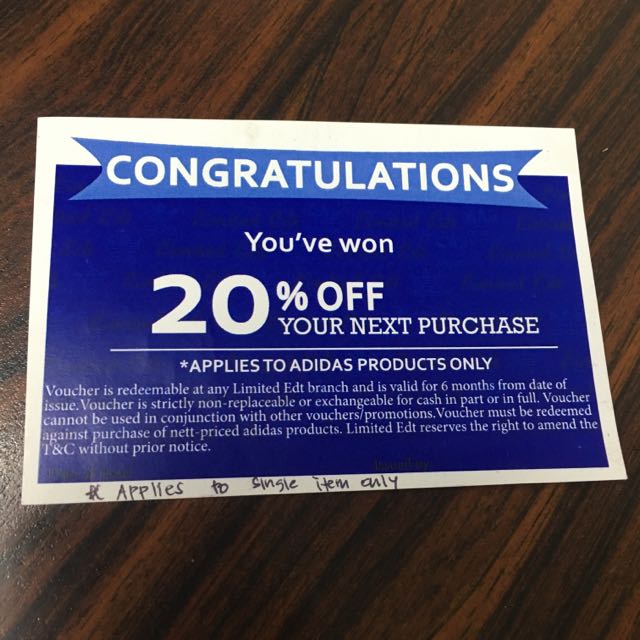 CONGRATULATIONS
You've won
20% OFF
YOUR NEXT PURCHASE
*APPLIES TO ADIDAS PRODUCTS ONLY
Voucher is redeemable at any Limited Edt branch and is valid for 6 months from date of
issue.Voucher is strictly non-replaceable or exchangeable for cash in part or in full. Voucher
cannot be used in conjunction with other vouchers/promotions.Voucher must be redeemed
against purchase of nett-priced adidas products. Limited Edt reserves the right to amend the
T&C without prior notice.
* Applies to single item only